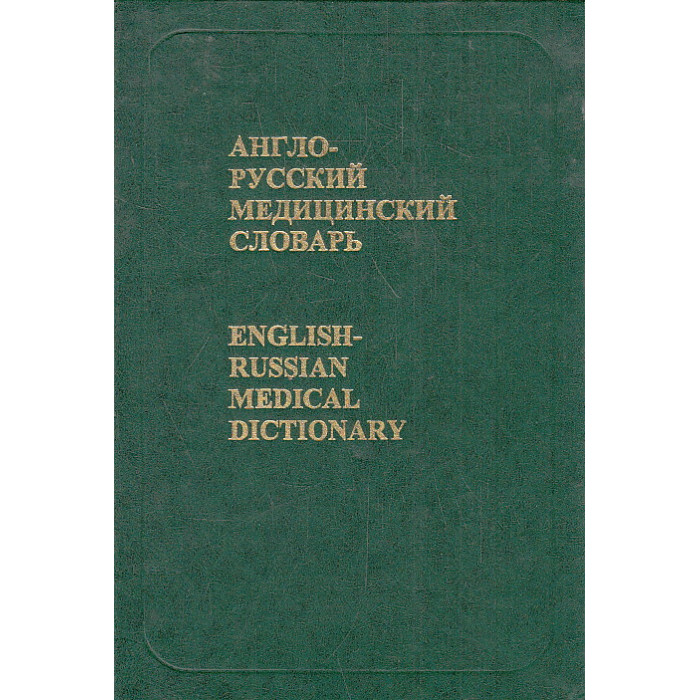 АНГЛО-
РУССКИЙ
МЕДИЦИНСКИЙ
СЛОВАРЬ
ENGLISH-
RUSSIAN
MEDICAL
DICTIONARY